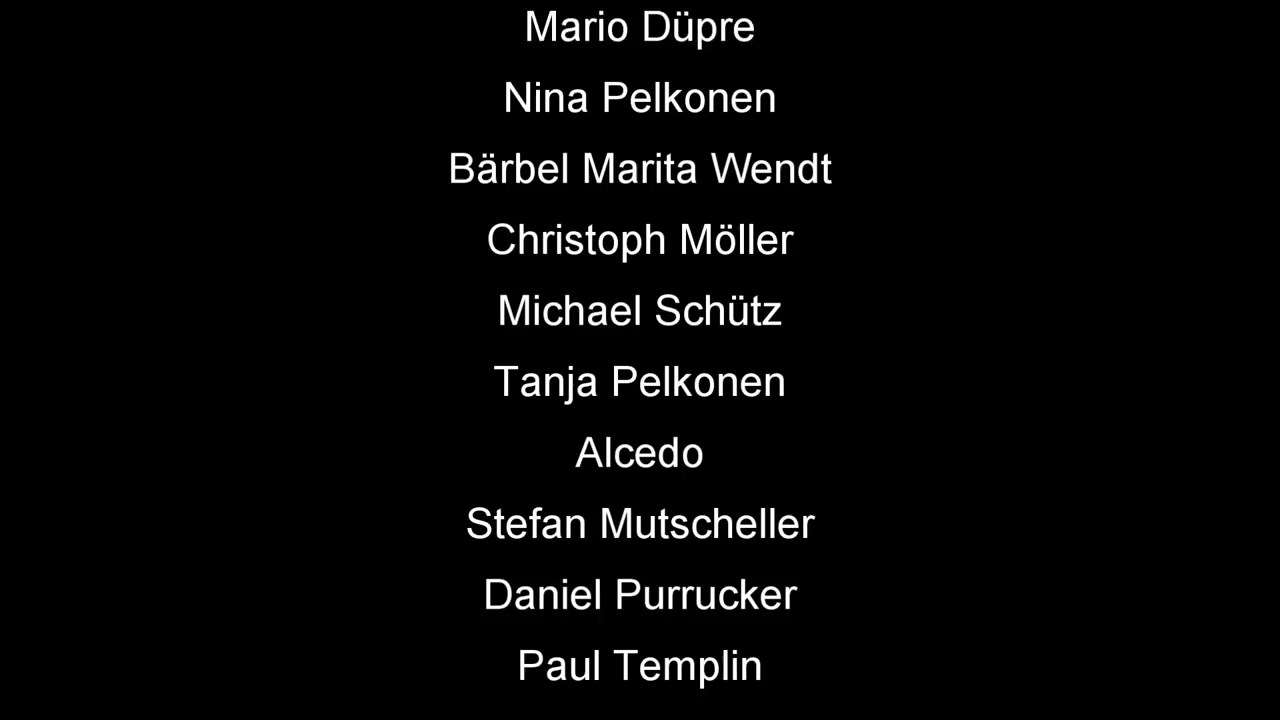 Mario Düpre
Nina Pelkonen
Bärbel Marita Wendt
Christoph Möller
Michael Schütz
Tanja Pelkonen
Alcedo
Stefan Mutscheller
Daniel Purrucker
Paul Templin